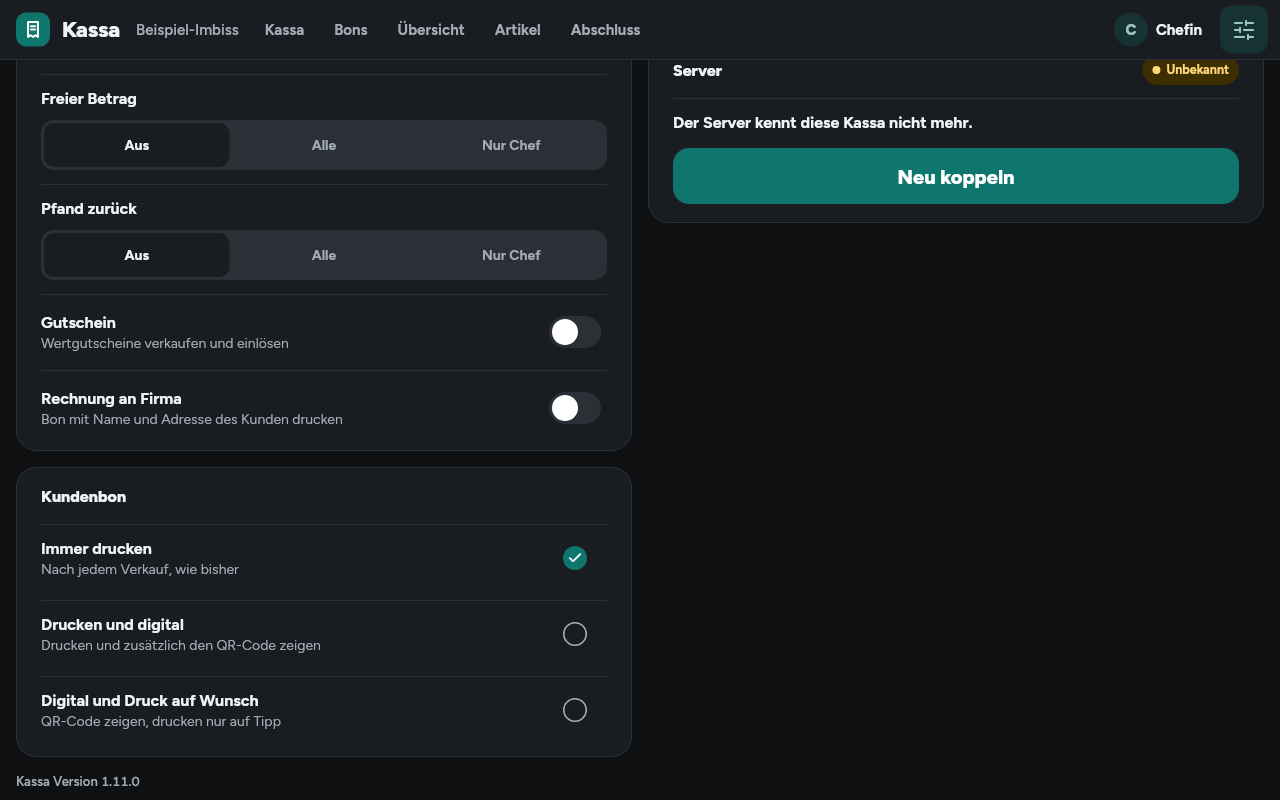 Kassa
Beispiel-Imbiss
Kassa
Bons
Übersicht
Artikel
Abschluss
C
Chefin
Freier Betrag
Aus
Alle
Nur Chef
Pfand zurück
Aus
Alle
Nur Chef
Gutschein
Wertgutscheine verkaufen und einlösen
Rechnung an Firma
Bon mit Name und Adresse des Kunden drucken
Kundenbon
Immer drucken
Nach jedem Verkauf, wie bisher
Drucken und digital
Drucken und zusätzlich den QR-Code zeigen
Digital und Druck auf Wunsch
QR-Code zeigen, drucken nur auf Tipp
Kassa Version 1.11.0
Server
Unbekannt
Der Server kennt diese Kassa nicht mehr.
Neu koppeln